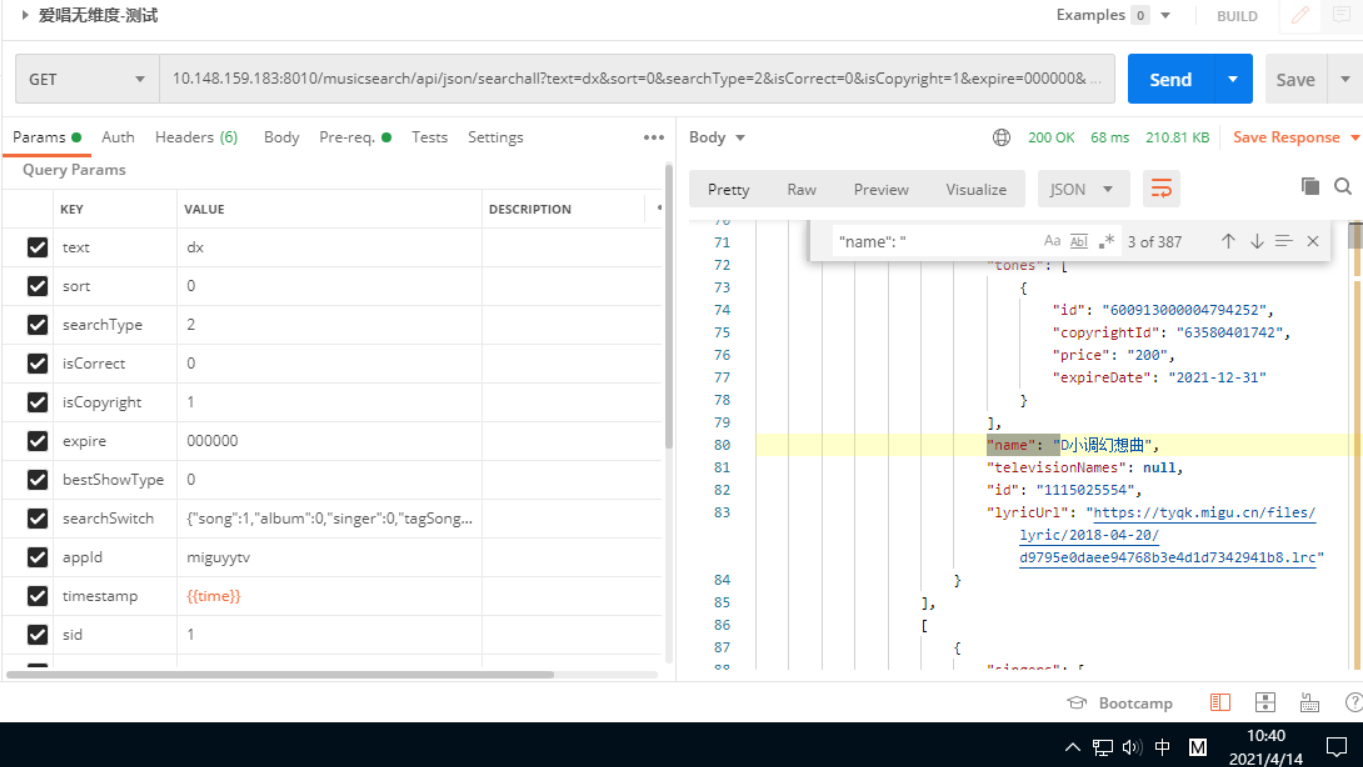 爱唱无维度-测试
Examples 0
BUILD
GET
10.148.159.183:8010/musicsearch/api/json/searchall?text=dx&sort=0&searchType=2&isCorrect=0&isCopyright=1&expire=000000& ...
Send
Save
Params
Auth
Headers (6)
Body
Pre-req.
Tests
Settings
Query Params
KEY VALUE DESCRIPTION
text dx
sort 0
searchType 2
isCorrect 0
isCopyright 1
expire 000000
bestShowType 0
searchSwitch {"song":1,"album":0,"singer":0,"tagSong...
appId miguyytv
timestamp {{time}}
sid 1
Body
200 OK 68 ms 210.81 KB Save Response
Pretty Raw Preview Visualize JSON
"name": " Aa Abl .* 3 of 387
70
71
72 "tones": [
73 {
74 "id": "600913000004794252",
75 "copyrightId": "63580401742",
76 "price": "200",
77 "expireDate": "2021-12-31"
78 }
79 ],
80 "name": "D小调幻想曲",
81 "televisionNames": null,
82 "id": "1115025554",
83 "lyricUrl": "https://tyqk.migu.cn/files/
lyric/2018-04-20/
d9795e0daee94768b3e4d1d7342941b8.lrc"
84 }
85 ],
86 [
87 {
88 "singers": [
Bootcamp
中 M
10:40
2021/4/14